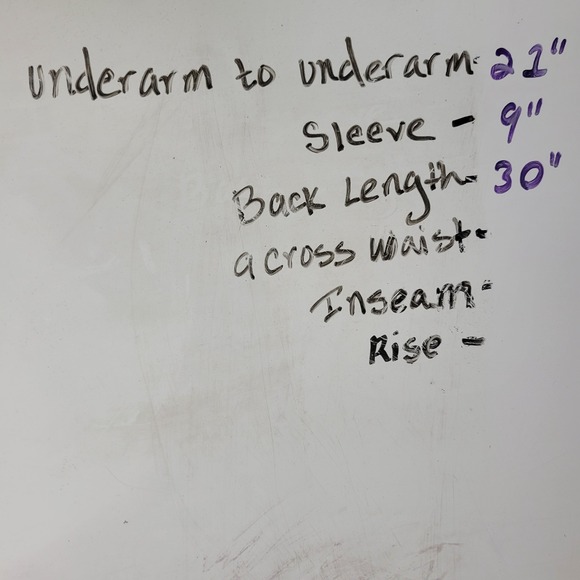 underarm to underarm- 21"
Sleeve - 9"
Back Length- 30"
across waist-
Inseam-
Rise -